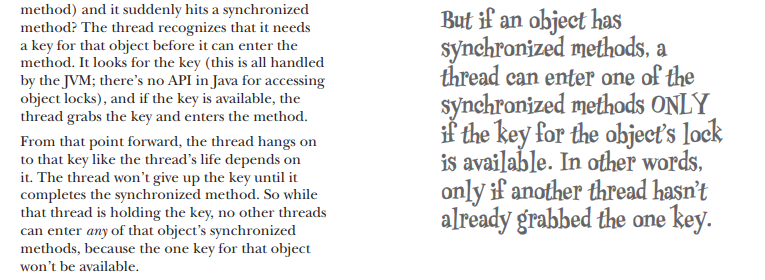 method) and it suddenly hits a synchronized
method? The thread recognizes that it needs
a key for that object before it can enter the
method. It looks for the key (this is all handled
by the JVM; there's no API in Java for accessing
object locks), and if the key is available, the
thread grabs the key and enters the method.
From that point forward, the thread hangs on
to that key like the thread's life depends on
it. The thread won't give up the key until it
completes the synchronized method. So while
that thread is holding the key, no other threads
can enter any of that object's synchronized
methods, because the one key for that object
won't be available.
But if an object has
synchronized methods, a
thread can enter one of the
synchronized methods ONLY
if the key for the object's lock
is available. In other words,
only if another thread hasn't
already grabbed the one key.